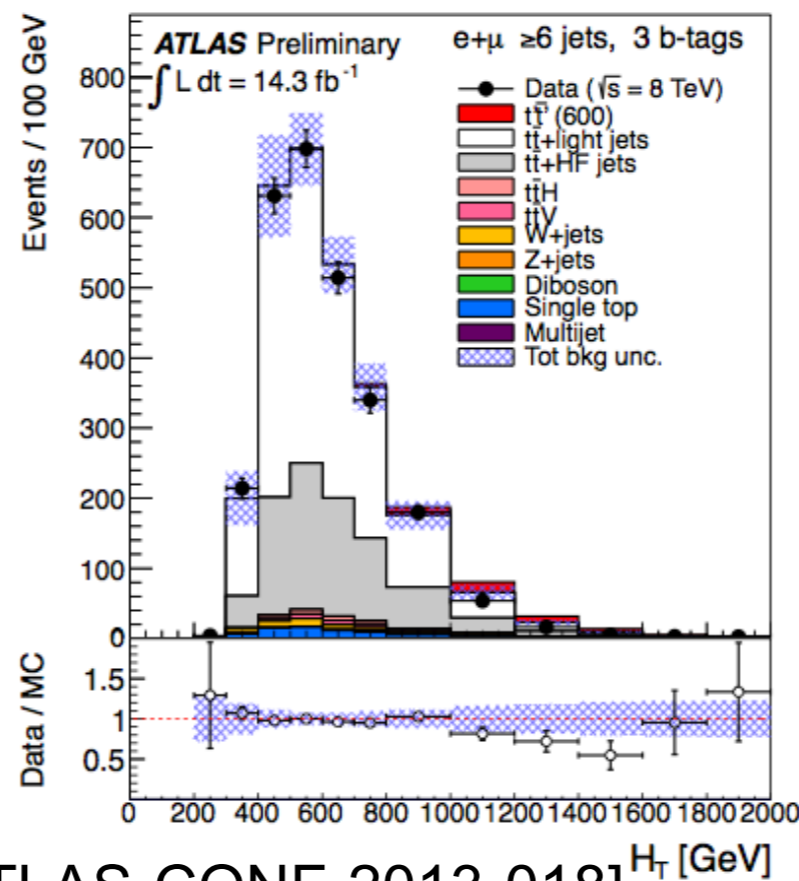 ATLAS Preliminary
∫ L dt = 14.3 fb⁻¹
e+μ ≥6 jets, 3 b-tags
Data (√s = 8 TeV)
tt̄' (600)
tt̄+light jets
tt̄+HF jets
tt̄H
tt̄V
W+jets
Z+jets
Diboson
Single top
Multijet
Tot bkg unc.
Events / 100 GeV
800
700
600
500
400
300
200
100
0
Data / MC
1.5
1
0.5
0 200 400 600 800 1000 1200 1400 1600 1800 2000
H_T [GeV]